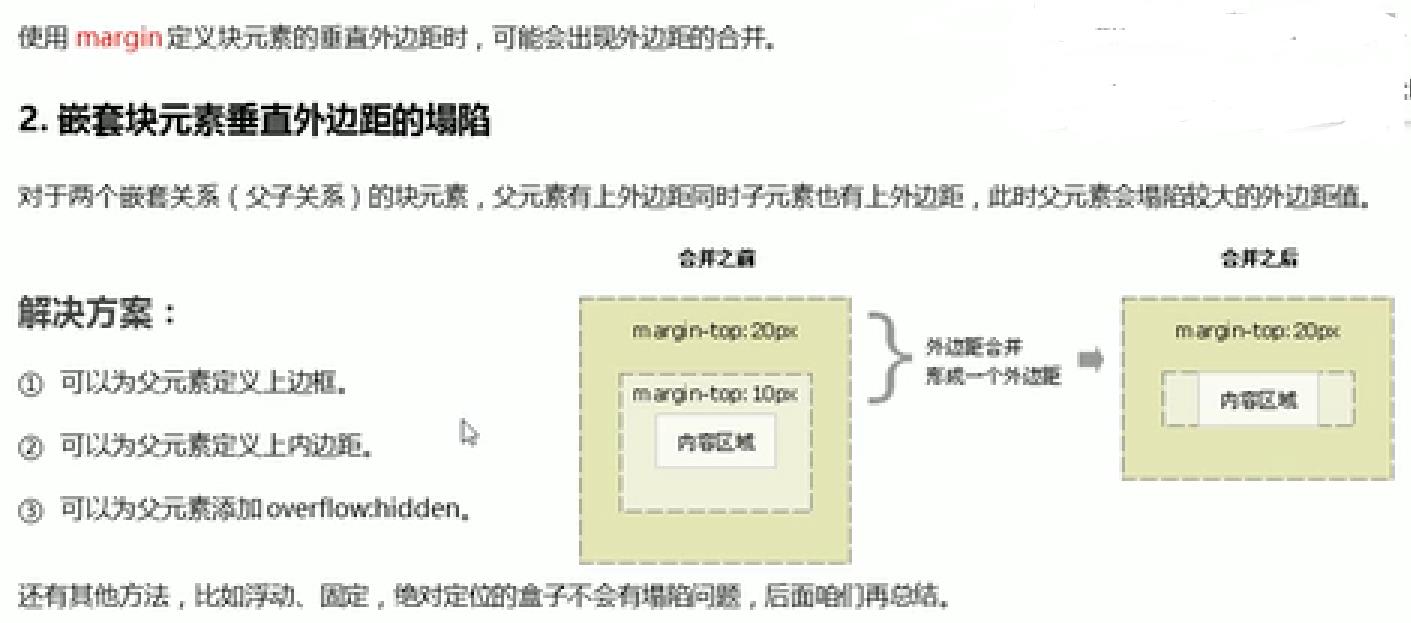 使用 margin 定义块元素的垂直外边距时，可能会出现外边距的合并。
2. 嵌套块元素垂直外边距的塌陷
对于两个嵌套关系（父子关系）的块元素，父元素有上外边距同时子元素也有上外边距，此时父元素会塌陷较大的外边距值。
合并之前
合并之后
解决方案：
① 可以为父元素定义上边框。
② 可以为父元素定义上内边距。
③ 可以为父元素添加overflow:hidden。
margin-top: 20px
margin-top: 10px
内容区域
外边距合并
形成一个外边距
margin-top: 20px
内容区域
还有其他方法，比如浮动、固定，绝对定位的盒子不会有塌陷问题，后面咱们再总结。